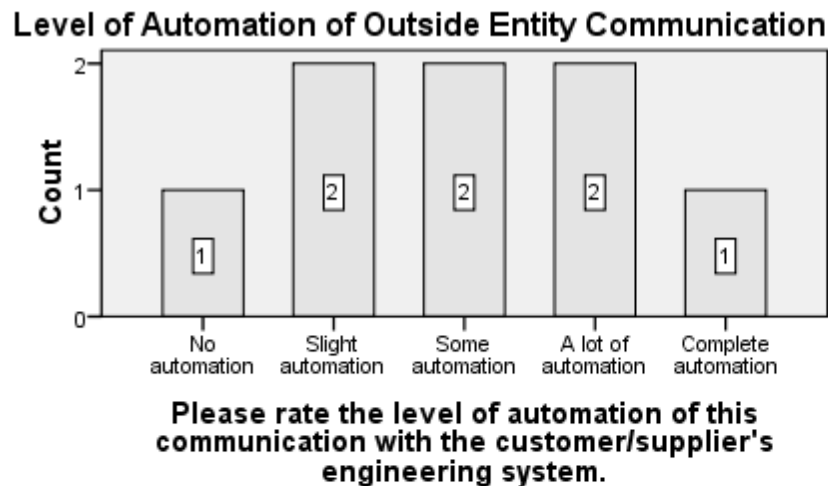 Level of Automation of Outside Entity Communication
2
1
0
Count
1
2
2
2
1
No
automation
Slight
automation
Some
automation
A lot of
automation
Complete
automation
Please rate the level of automation of this
communication with the customer/supplier's
engineering system.